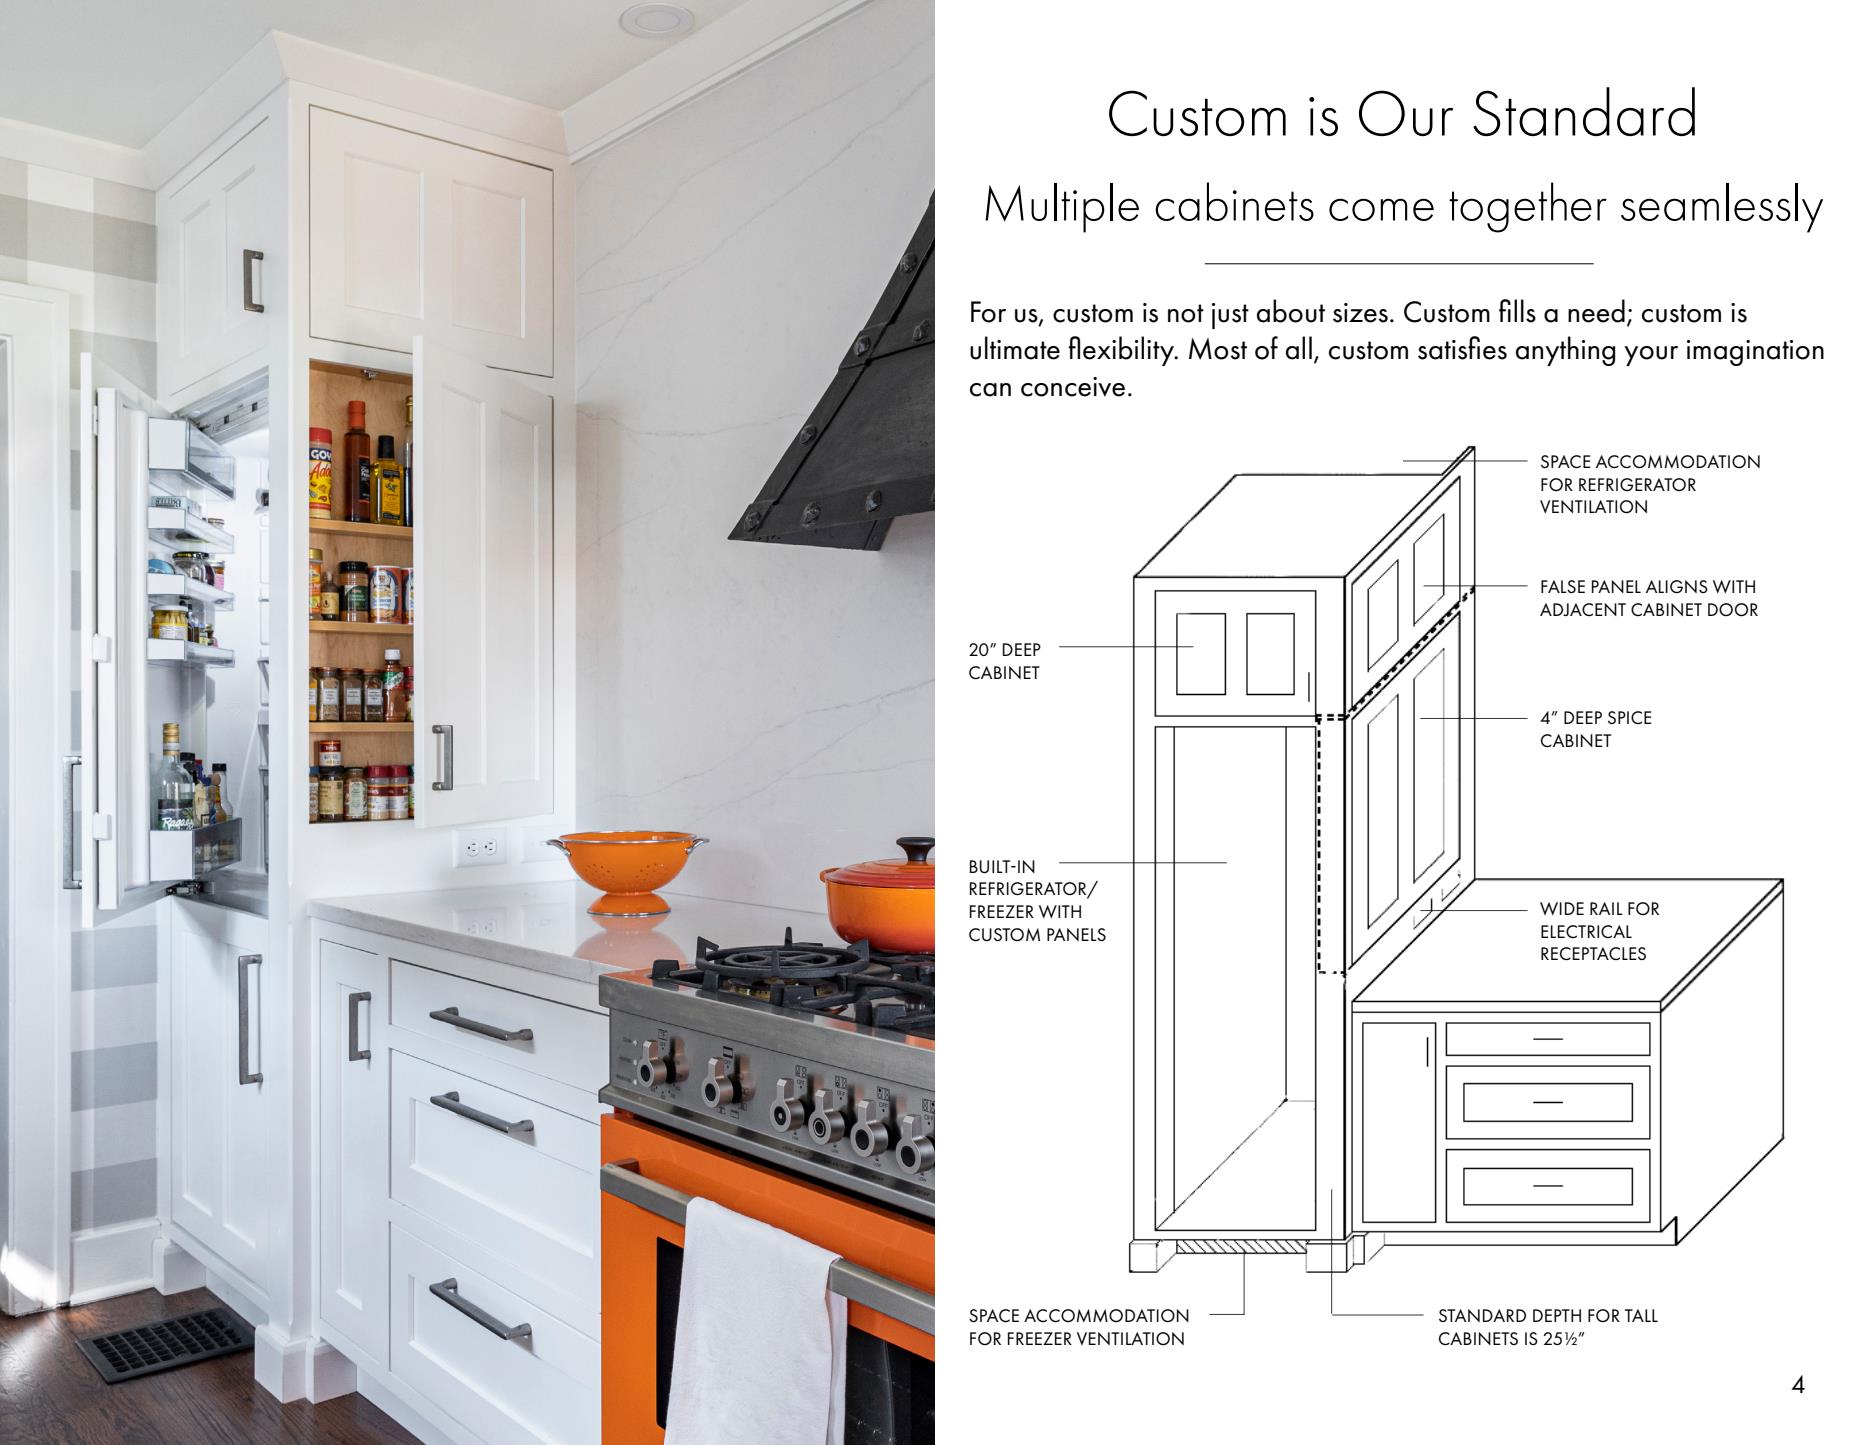 Custom is Our Standard
Multiple cabinets come together seamlessly
For us, custom is not just about sizes. Custom fills a need; custom is
ultimate flexibility. Most of all, custom satisfies anything your imagination
can conceive.
SPACE ACCOMMODATION
FOR REFRIGERATOR
VENTILATION
FALSE PANEL ALIGNS WITH
ADJACENT CABINET DOOR
20” DEEP
CABINET
4” DEEP SPICE
CABINET
BUILT-IN
REFRIGERATOR/
FREEZER WITH
CUSTOM PANELS
WIDE RAIL FOR
ELECTRICAL
RECEPTACLES
SPACE ACCOMMODATION
FOR FREEZER VENTILATION
STANDARD DEPTH FOR TALL
CABINETS IS 25½”
4
GOYA